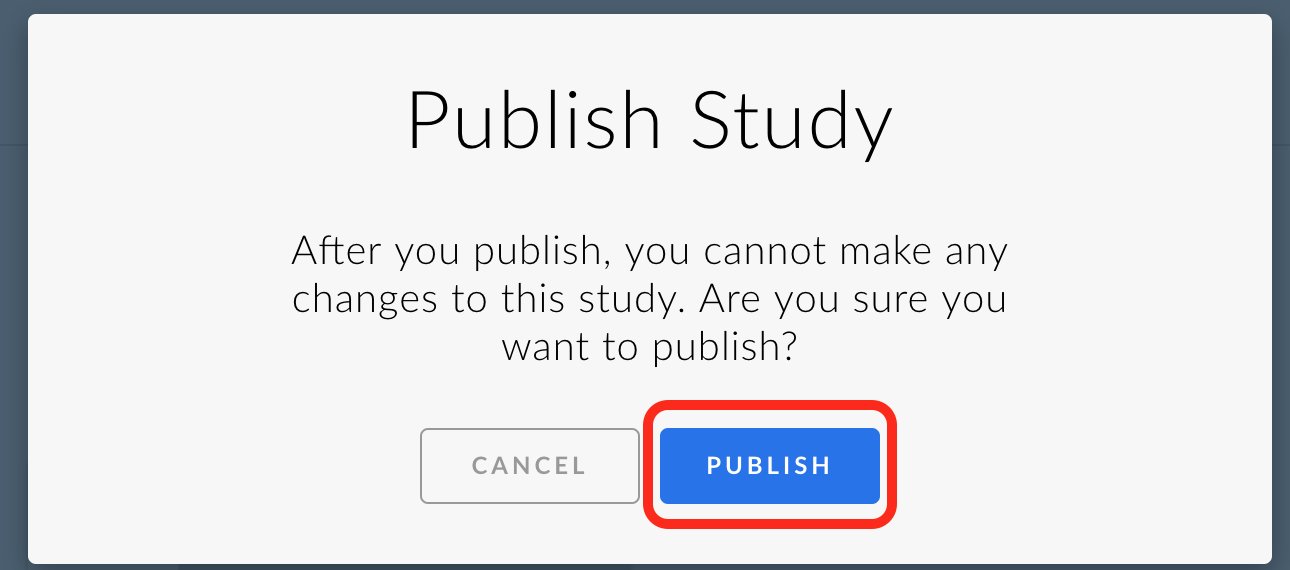 Publish Study
After you publish, you cannot make any
changes to this study. Are you sure you
want to publish?
CANCEL
PUBLISH